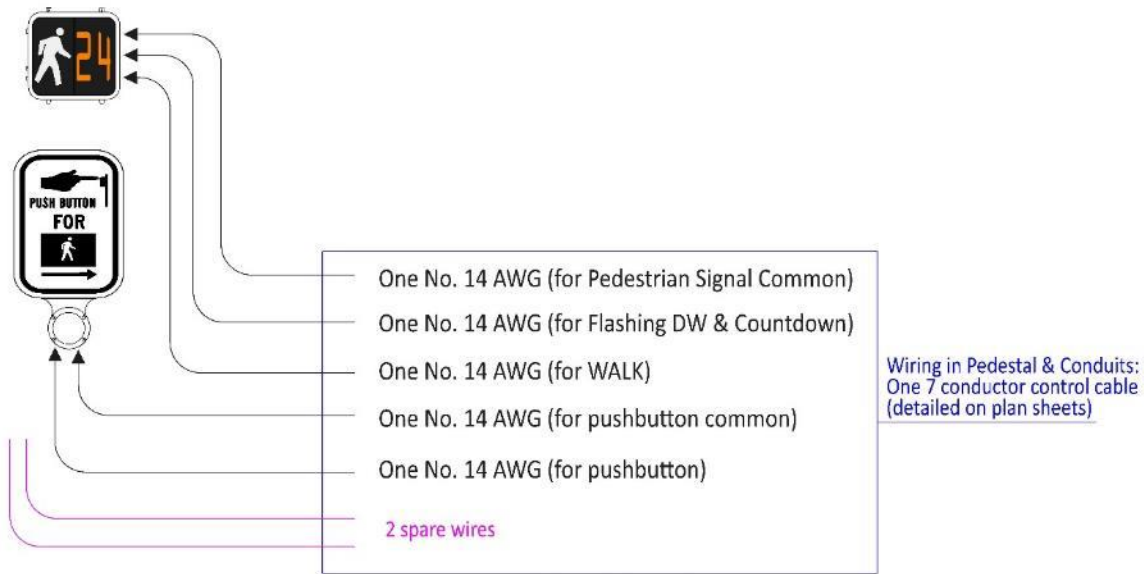 24
PUSH BUTTON
FOR
One No. 14 AWG (for Pedestrian Signal Common)
One No. 14 AWG (for Flashing DW & Countdown)
One No. 14 AWG (for WALK)
One No. 14 AWG (for pushbutton common)
One No. 14 AWG (for pushbutton)
2 spare wires
Wiring in Pedestal & Conduits:
One 7 conductor control cable
(detailed on plan sheets)